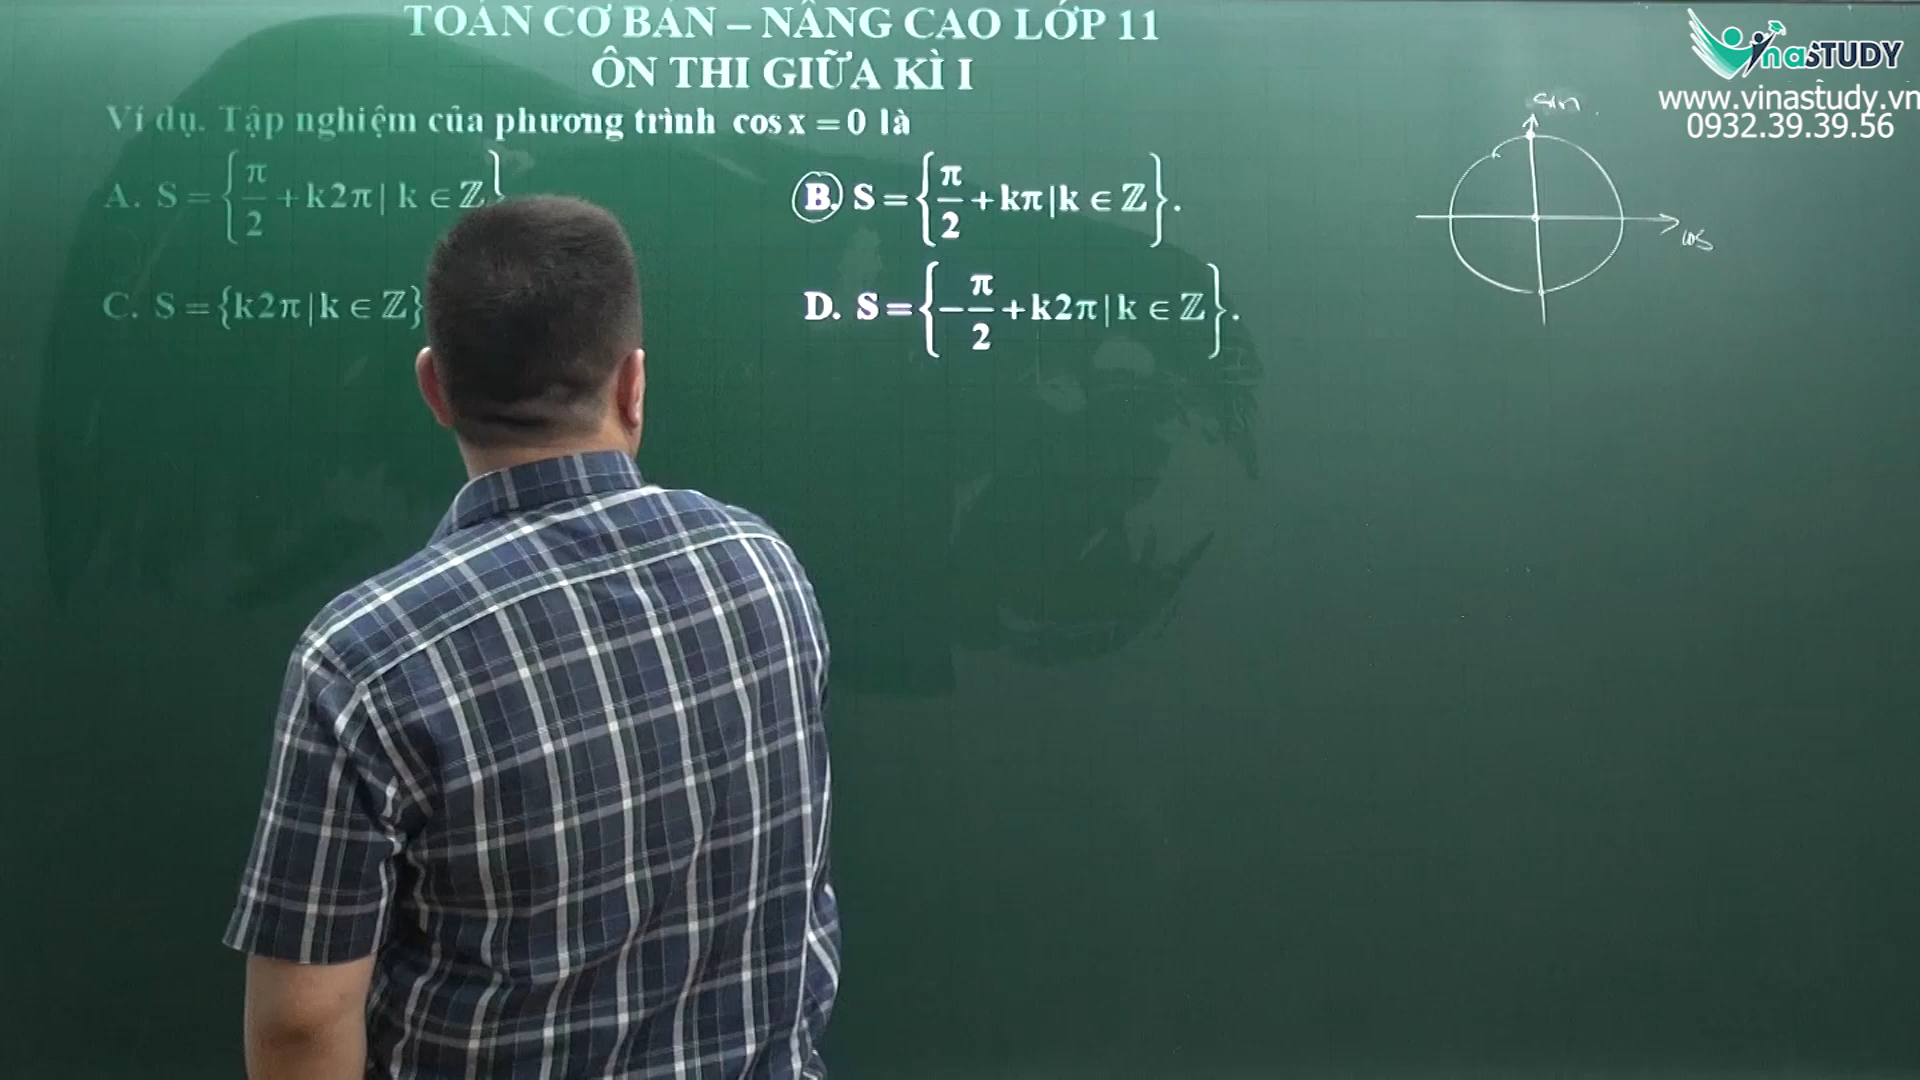 TOÁN CƠ BẢN – NÂNG CAO LỚP 11
ÔN THI GIỮA KÌ I
Ví dụ. Tập nghiệm của phương trình cos x = 0 là
A. S = {π/2 + k2π | k ∈ ℤ}
B. S = {π/2 + kπ | k ∈ ℤ}.
C. S = {k2π | k ∈ ℤ}
D. S = {−π/2 + k2π | k ∈ ℤ}.
sin
cos
VinaSTUDY
www.vinastudy.vn
0932.39.39.56